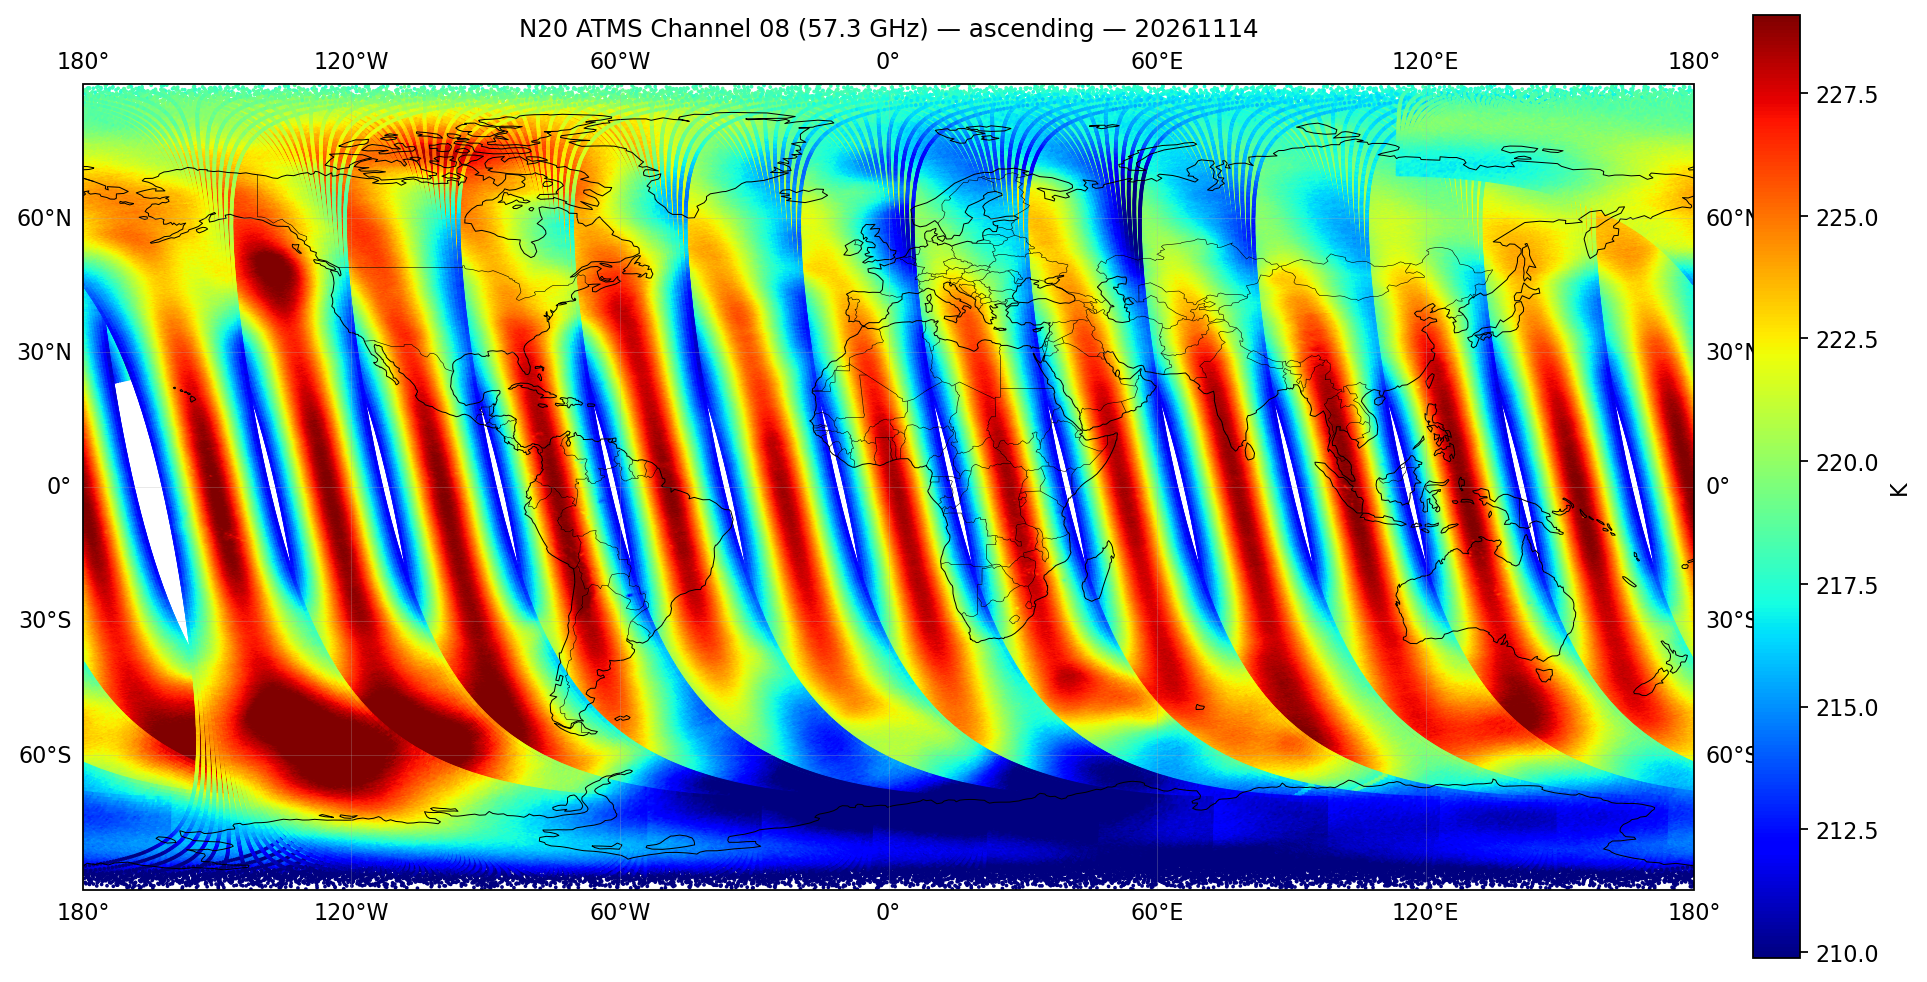 N20 ATMS Channel 08 (57.3 GHz) — ascending — 20261114
180° 120°W 60°W 0° 60°E 120°E 180°
60°N 60°N
30°N 30°N
0° 0°
30°S 30°S
60°S 60°S
180° 120°W 60°W 0° 60°E 120°E 180°
227.5
225.0
222.5
220.0
217.5
215.0
212.5
210.0
K